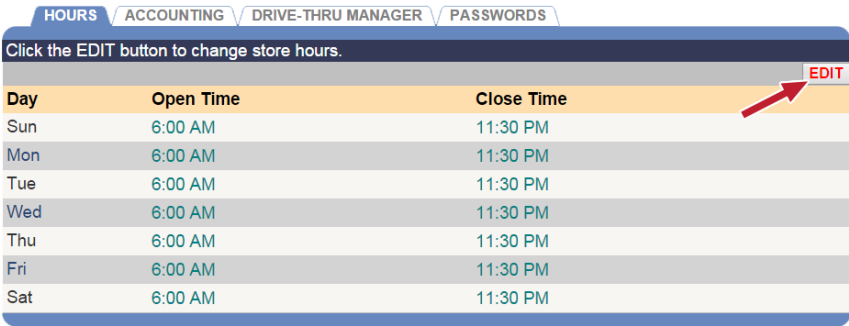 HOURS ACCOUNTING DRIVE-THRU MANAGER PASSWORDS
Click the EDIT button to change store hours.
EDIT
Day Open Time Close Time
Sun 6:00 AM 11:30 PM
Mon 6:00 AM 11:30 PM
Tue 6:00 AM 11:30 PM
Wed 6:00 AM 11:30 PM
Thu 6:00 AM 11:30 PM
Fri 6:00 AM 11:30 PM
Sat 6:00 AM 11:30 PM